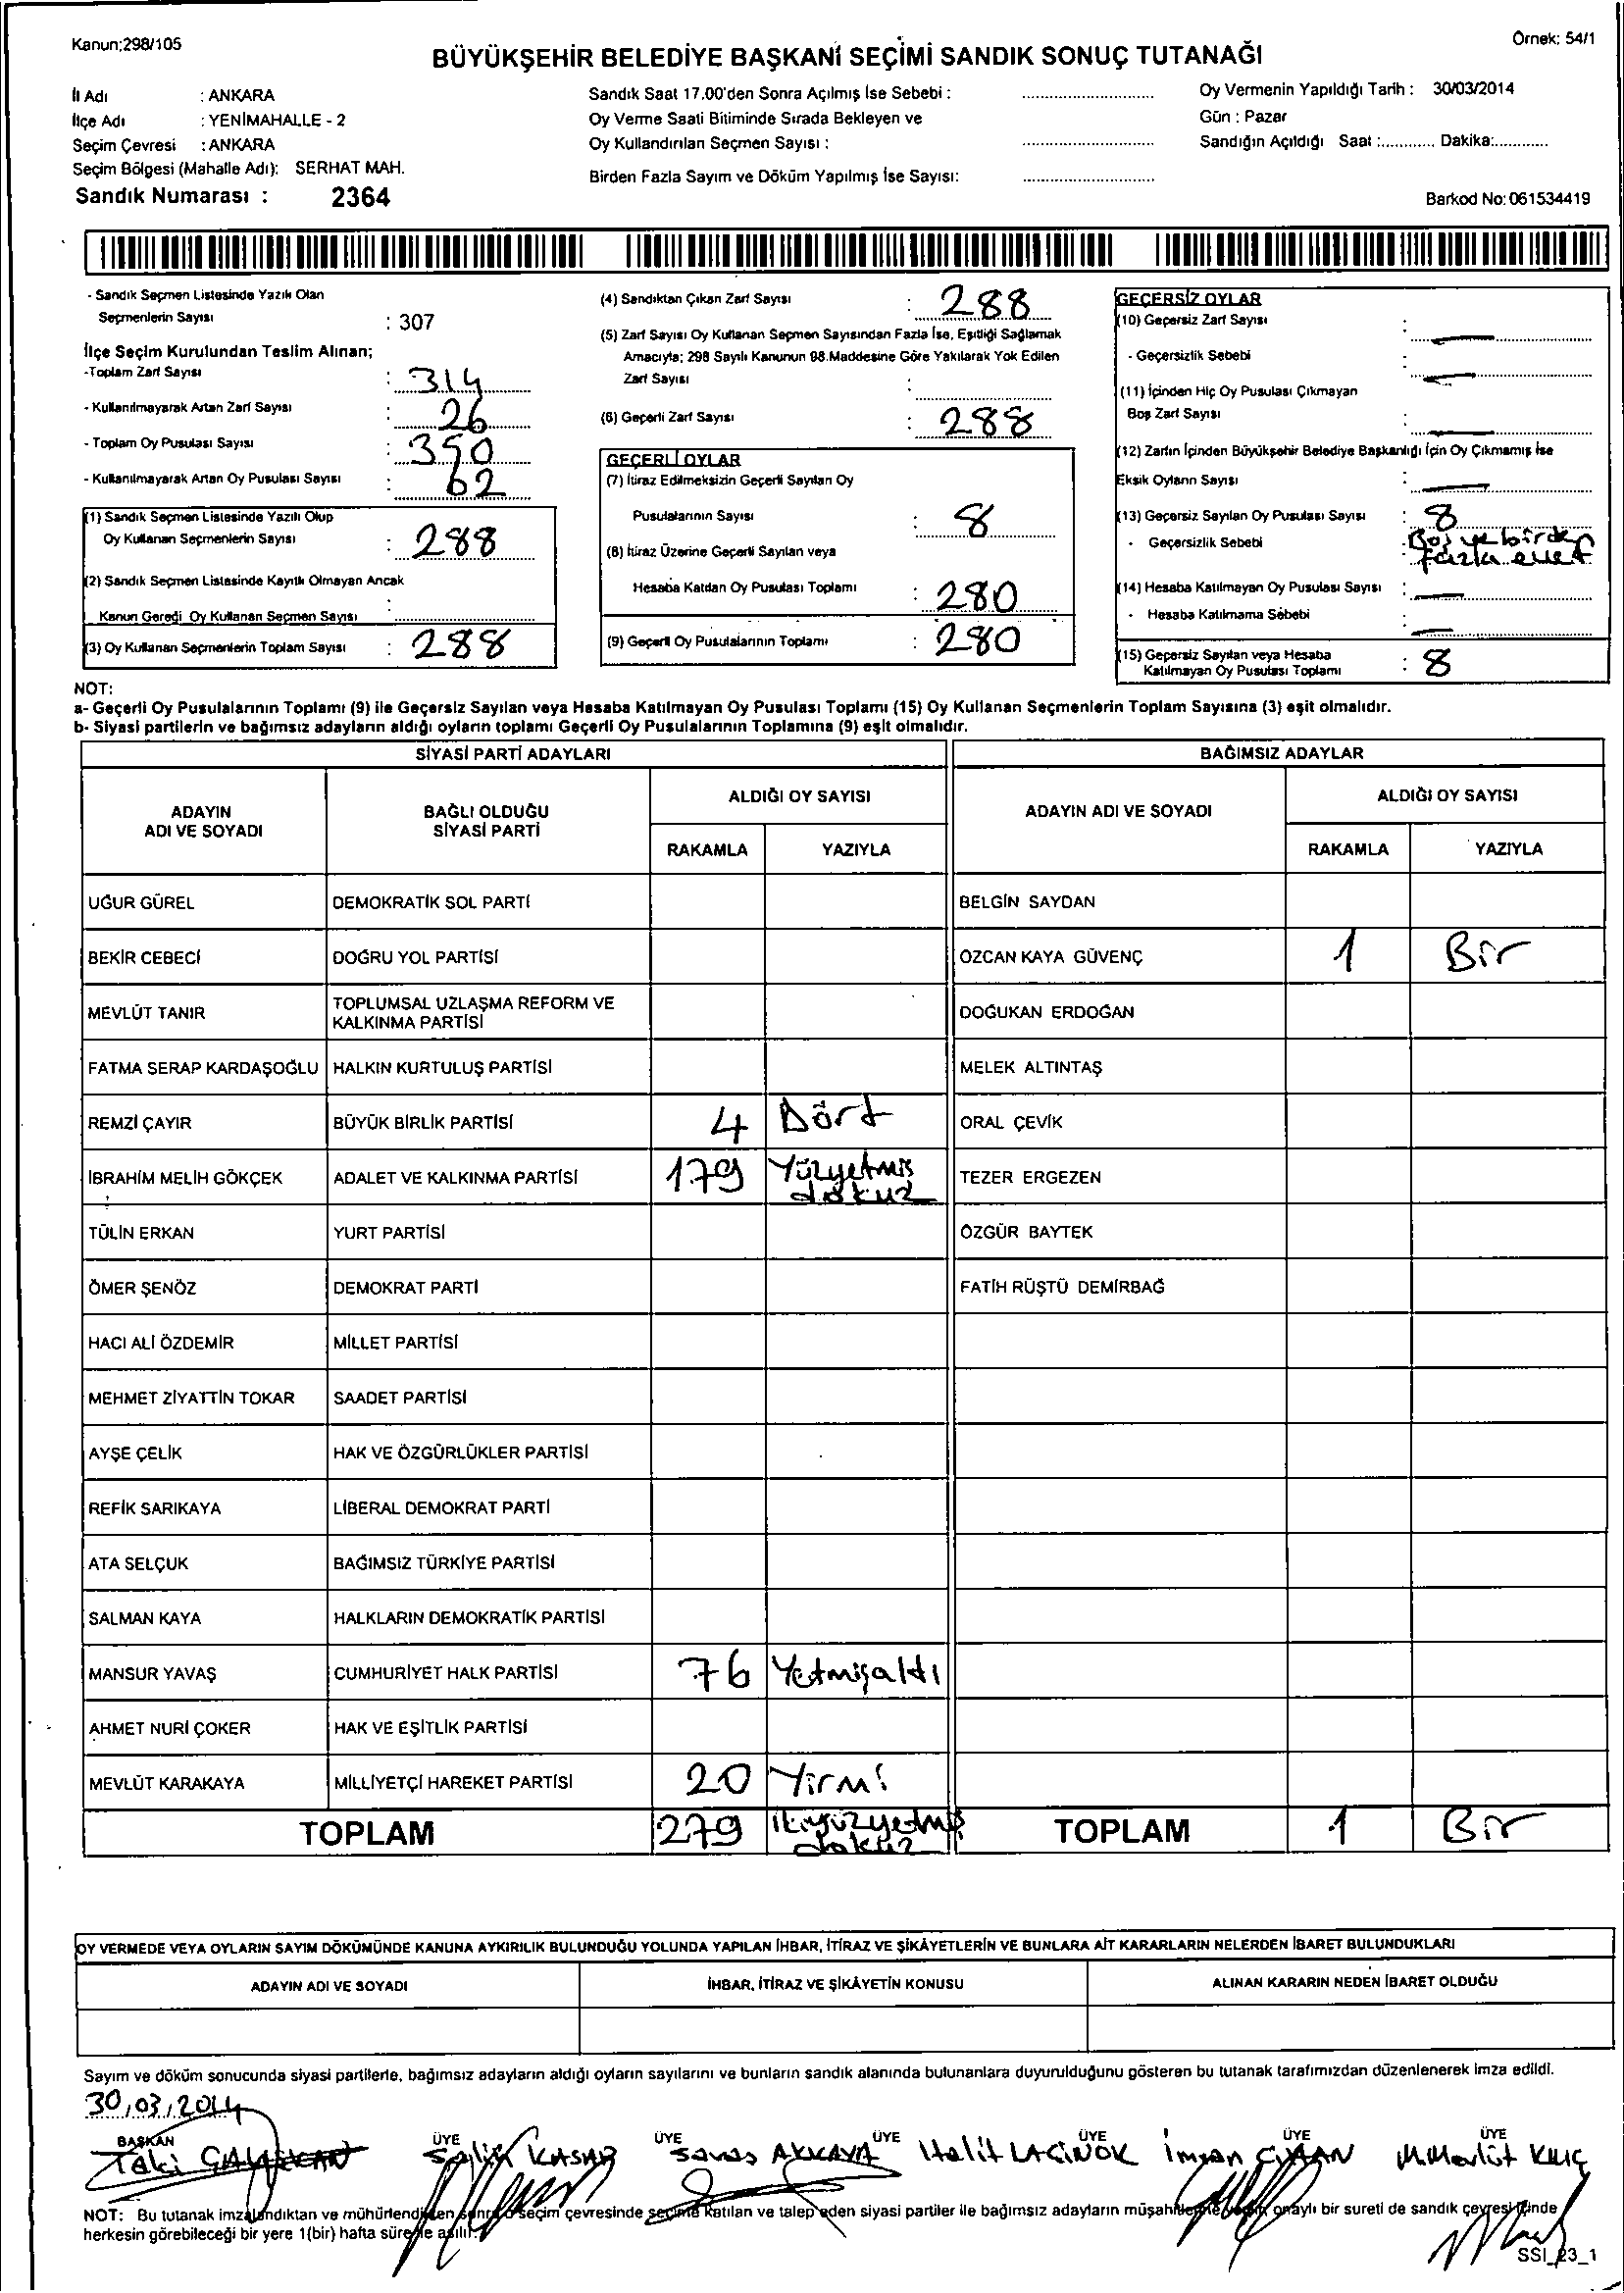 Kanun;298/105
Örnek: 54/1
BÜYÜKŞEHİR BELEDİYE BAŞKANİ SEÇİMİ SANDIK SONUÇ TUTANAĞI
İl Adı : ANKARA
İlçe Adı : YENİMAHALLE - 2
Seçim Çevresi : ANKARA
Seçim Bölgesi (Mahalle Adı): SERHAT MAH.
Sandık Numarası : 2364
Sandık Saat 17.00'den Sonra Açılmış İse Sebebi :
Oy Verme Saati Bitiminde Sırada Bekleyen ve
Oy Kullandırılan Seçmen Sayısı :
Birden Fazla Sayım ve Döküm Yapılmış İse Sayısı:
Oy Vermenin Yapıldığı Tarih : 30/03/2014
Gün : Pazar
Sandığın Açıldığı Saat :............ Dakika:............
Barkod No: 061534419
- Sandık Seçmen Listesinde Yazılı Olan
Seçmenlerin Sayısı : 307
İlçe Seçim Kurulundan Teslim Alınan;
-Toplam Zarf Sayısı : 314
- Kullanılmayarak Artan Zarf Sayısı : 26
- Toplam Oy Pusulası Sayısı : 350
- Kullanılmayarak Artan Oy Pusulası Sayısı : 62
(1) Sandık Seçmen Listesinde Yazılı Olup
Oy Kullanan Seçmenlerin Sayısı : 288
(2) Sandık Seçmen Listesinde Kayıtlı Olmayan Ancak
Kanun Gereği Oy Kullanan Seçmen Sayısı :
(3) Oy Kullanan Seçmenlerin Toplam Sayısı : 288
(4) Sandıktan Çıkan Zarf Sayısı : 288
(5) Zarf Sayısı Oy Kullanan Seçmen Sayısından Fazla İse, Eşitliği Sağlamak
Amacıyla; 298 Sayılı Kanunun 98.Maddesine Göre Yakılarak Yok Edilen
Zarf Sayısı :
(6) Geçerli Zarf Sayısı : 288
GEÇERLİ OYLAR
(7) İtiraz Edilmeksizin Geçerli Sayılan Oy
Pusulalarının Sayısı : 8
(8) İtiraz Üzerine Geçerli Sayılan veya
Hesaba Katılan Oy Pusulası Toplamı : 280
(9) Geçerli Oy Pusulalarının Toplamı : 280
GEÇERSİZ OYLAR
(10) Geçersiz Zarf Sayısı : —
- Geçersizlik Sebebi : —
(11) İçinden Hiç Oy Pusulası Çıkmayan
Boş Zarf Sayısı : —
(12) Zarfın İçinden Büyükşehir Belediye Başkanlığı İçin Oy Çıkmamış İse
Eksik Oyların Sayısı : —
(13) Geçersiz Sayılan Oy Pusulası Sayısı : 8
- Geçersizlik Sebebi : Boş ve birden
fazla evet
(14) Hesaba Katılmayan Oy Pusulası Sayısı : —
- Hesaba Katılmama Sebebi : —
(15) Geçersiz Sayılan veya Hesaba
Katılmayan Oy Pusulası Toplamı : 8
NOT:
a- Geçerli Oy Pusulalarının Toplamı (9) ile Geçersiz Sayılan veya Hesaba Katılmayan Oy Pusulası Toplamı (15) Oy Kullanan Seçmenlerin Toplam Sayısına (3) eşit olmalıdır.
b- Siyasi partilerin ve bağımsız adayların aldığı oyların toplamı Geçerli Oy Pusulalarının Toplamına (9) eşit olmalıdır.
SİYASİ PARTİ ADAYLARI
BAĞIMSIZ ADAYLAR
ADAYIN
ADI VE SOYADI
BAĞLI OLDUĞU
SİYASİ PARTİ
ALDIĞI OY SAYISI
RAKAMLA YAZIYLA
ADAYIN ADI VE SOYADI
ALDIĞI OY SAYISI
RAKAMLA YAZIYLA
UĞUR GÜREL DEMOKRATİK SOL PARTİ BELGİN SAYDAN
BEKİR CEBECİ DOĞRU YOL PARTİSİ ÖZCAN KAYA GÜVENÇ 1 Bir
MEVLÜT TANIR TOPLUMSAL UZLAŞMA REFORM VE
KALKINMA PARTİSİ DOĞUKAN ERDOĞAN
FATMA SERAP KARDAŞOĞLU HALKIN KURTULUŞ PARTİSİ MELEK ALTINTAŞ
REMZİ ÇAYIR BÜYÜK BİRLİK PARTİSİ 4 Dört ORAL ÇEVİK
İBRAHİM MELİH GÖKÇEK ADALET VE KALKINMA PARTİSİ 179 Yüzyetmiş
dokuz TEZER ERGEZEN
TÜLİN ERKAN YURT PARTİSİ ÖZGÜR BAYTEK
ÖMER ŞENÖZ DEMOKRAT PARTİ FATİH RÜŞTÜ DEMİRBAĞ
HACI ALİ ÖZDEMİR MİLLET PARTİSİ
MEHMET ZİYATTİN TOKAR SAADET PARTİSİ
AYŞE ÇELİK HAK VE ÖZGÜRLÜKLER PARTİSİ
REFİK SARIKAYA LİBERAL DEMOKRAT PARTİ
ATA SELÇUK BAĞIMSIZ TÜRKİYE PARTİSİ
SALMAN KAYA HALKLARIN DEMOKRATİK PARTİSİ
MANSUR YAVAŞ CUMHURİYET HALK PARTİSİ 76 Yetmişaltı
AHMET NURİ ÇOKER HAK VE EŞİTLİK PARTİSİ
MEVLÜT KARAKAYA MİLLİYETÇİ HAREKET PARTİSİ 20 Yirmi
TOPLAM 279 ikiyüzyetmiş
dokuz TOPLAM 1 Bir
OY VERMEDE VEYA OYLARIN SAYIM DÖKÜMÜNDE KANUNA AYKIRILIK BULUNDUĞU YOLUNDA YAPILAN İHBAR, İTİRAZ VE ŞİKÂYETLERİN VE BUNLARA AİT KARARLARIN NELERDEN İBARET BULUNDUKLARI
ADAYIN ADI VE SOYADI İHBAR, İTİRAZ VE ŞİKÂYETİN KONUSU ALINAN KARARIN NEDEN İBARET OLDUĞU
Sayım ve döküm sonucunda siyasi partilerle, bağımsız adayların aldığı oyların sayılarını ve bunların sandık alanında bulunanlara duyurulduğunu gösteren bu tutanak tarafımızdan düzenlenerek imza edildi.
30,03,2014
BAŞKAN ÜYE ÜYE ÜYE ÜYE ÜYE ÜYE
Salih KASAP Savas AKKAYA Halit LAÇİNOK M.Mevlüt KILIÇ
NOT: Bu tutanak imzalandıktan ve mühürlendikten sonra o seçim çevresinde seçime katılan ve talep eden siyasi partiler ile bağımsız adayların müşahitlerine verilir, onaylı bir sureti de sandık çevresi içinde
herkesin görebileceği bir yere 1(bir) hafta süre ile asılır.
SSI_23_1